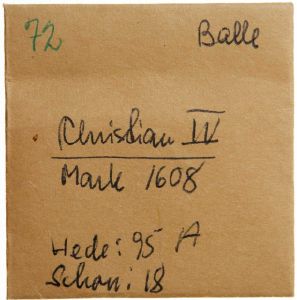 72 Balle
Christian IV
Mark 1608
Hede: 95 A
Schou: 18